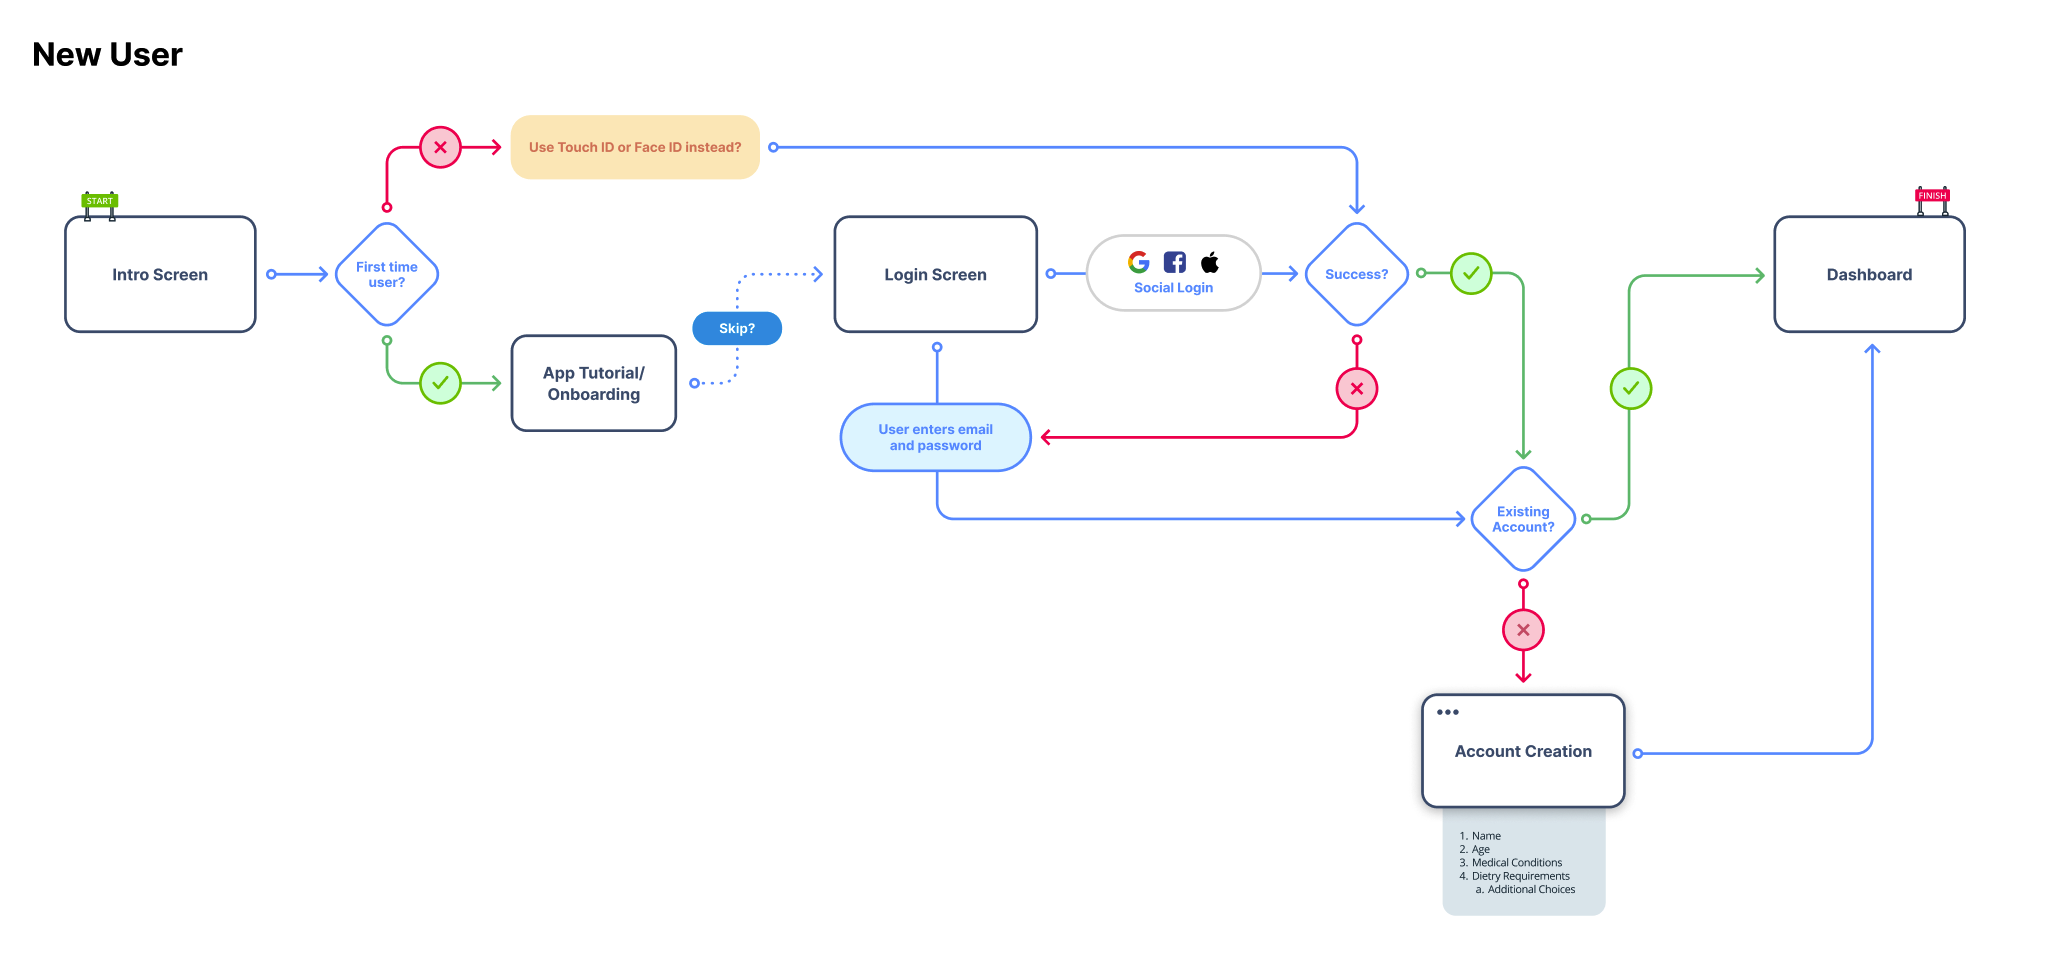 New User
Use Touch ID or Face ID instead?
START
FINISH
Intro Screen
First time
user?
Login Screen
Social Login
Success?
Dashboard
Skip?
App Tutorial/
Onboarding
User enters email
and password
Existing
Account?
Account Creation
1. Name
2. Age
3. Medical Conditions
4. Dietry Requirements
a. Additional Choices